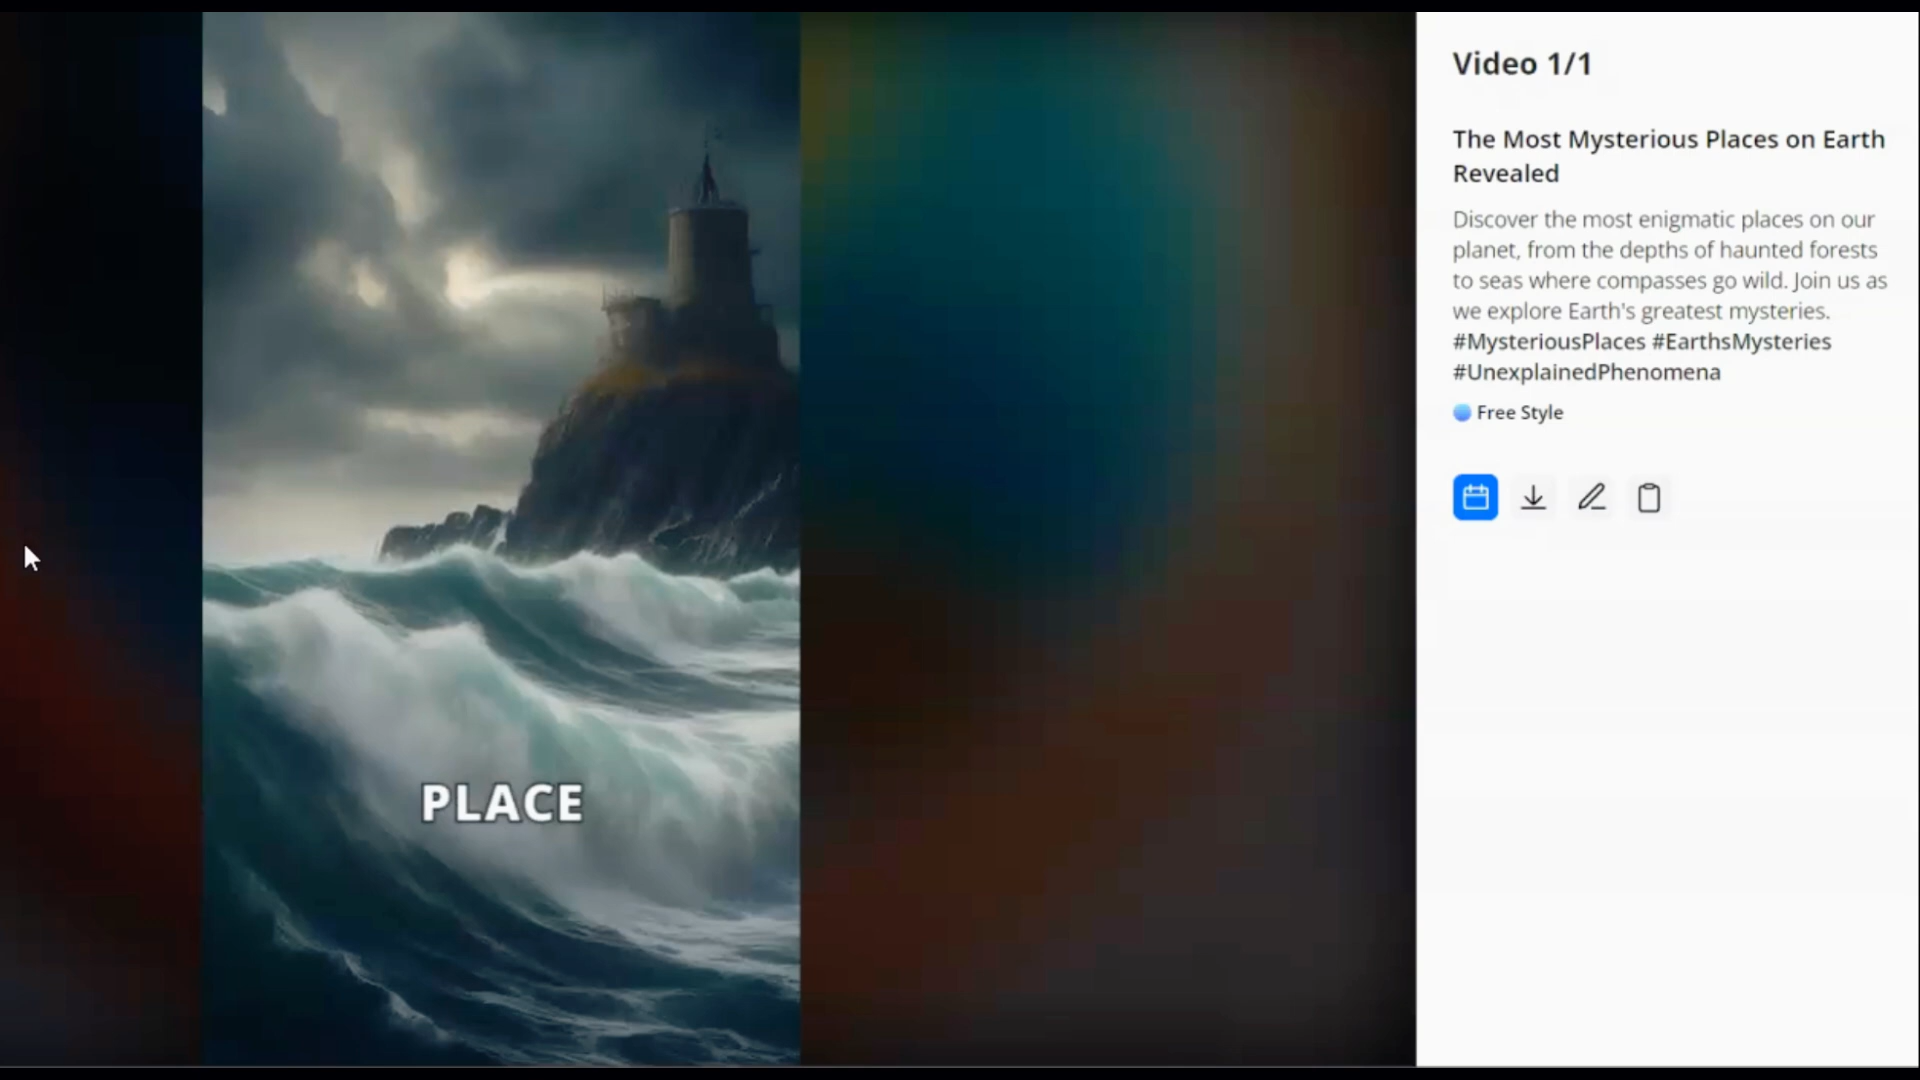 Video 1/1
The Most Mysterious Places on Earth
Revealed
Discover the most enigmatic places on our
planet, from the depths of haunted forests
to seas where compasses go wild. Join us as
we explore Earth's greatest mysteries.
#MysteriousPlaces #EarthsMysteries
#UnexplainedPhenomena
Free Style
PLACE